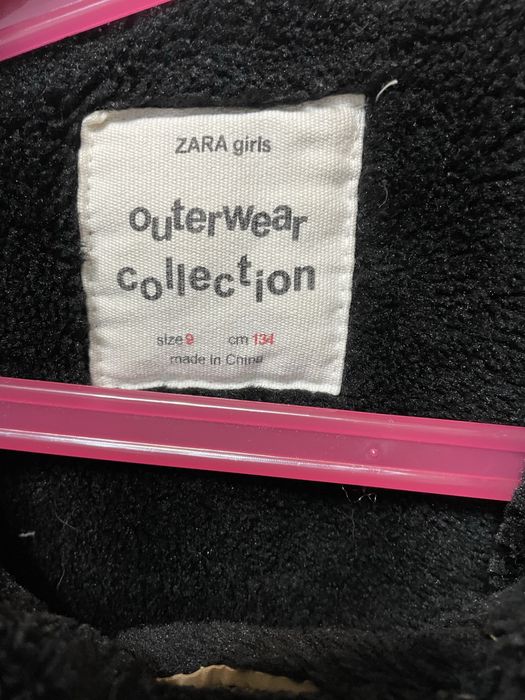 ZARA girls
outerwear
collection
size 9 cm 134
made in China